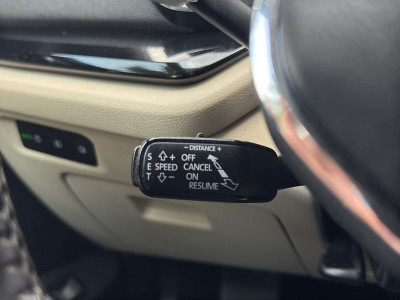 − DISTANCE +
S ⇧+ OFF
E SPEED CANCEL
T ⇩− ON
RESUME